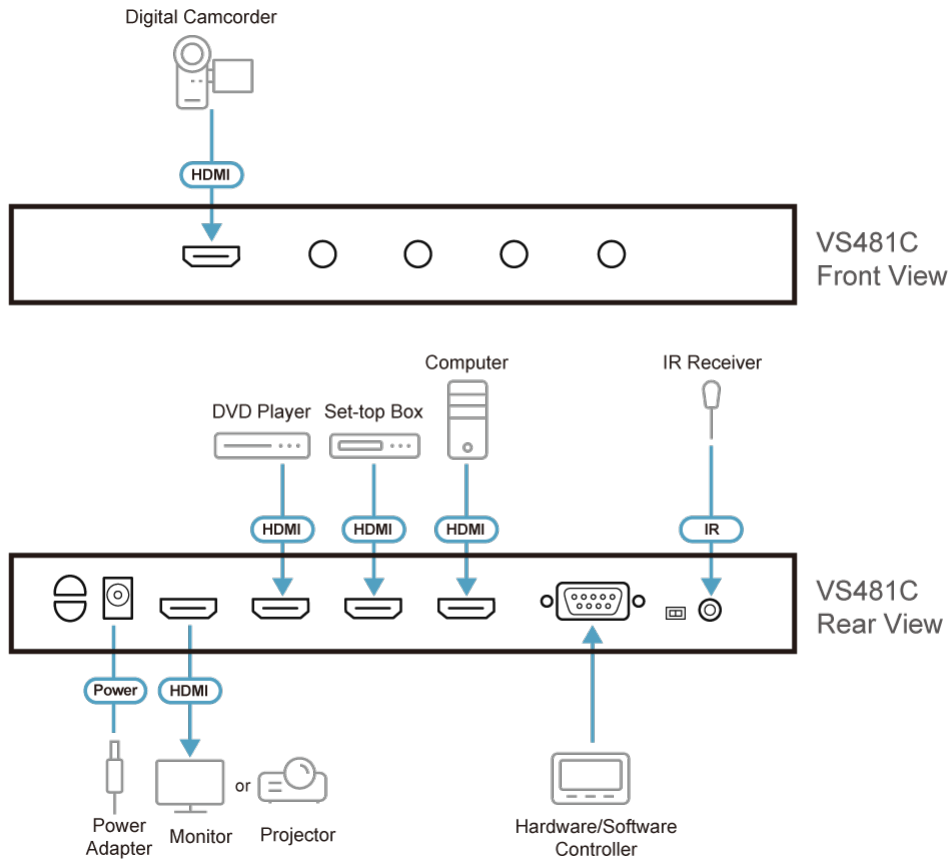 Digital Camcorder
HDMI
VS481C
Front View
Computer
IR Receiver
DVD Player
Set-top Box
HDMI
HDMI
HDMI
IR
VS481C
Rear View
Power
HDMI
or
Power
Adapter
Monitor
Projector
Hardware/Software
Controller